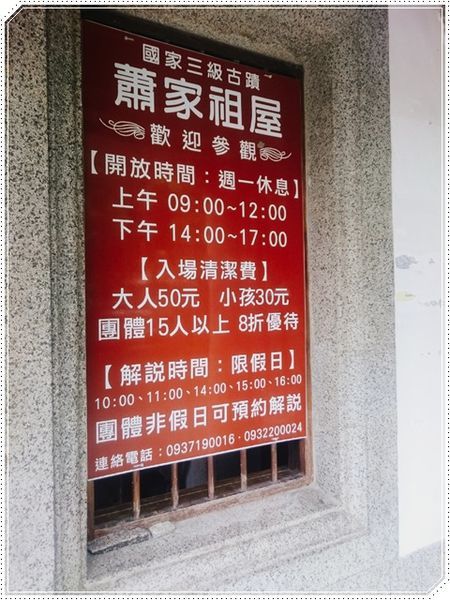 國家三級古蹟
蕭家祖屋
歡迎參觀
【開放時間：週一休息】
上午 09:00~12:00
下午 14:00~17:00
【入場清潔費】
大人50元 小孩30元
團體15人以上 8折優待
【解說時間：限假日】
10:00、11:00、14:00、15:00、16:00
團體非假日可預約解說
連絡電話：0937190016、0932200024